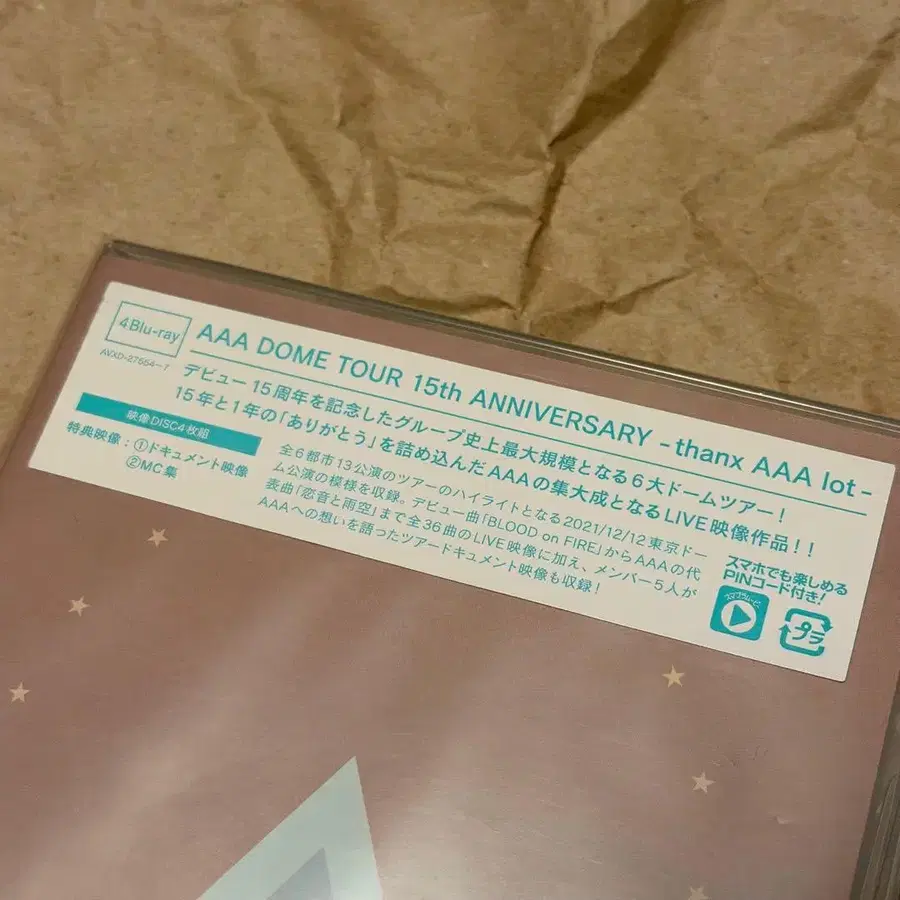 4Blu-ray
AVXD-27554~7
AAA DOME TOUR 15th ANNIVERSARY -thanx AAA lot-
デビュー15周年を記念したグループ史上最大規模となる6大ドームツアー!
15年と1年の「ありがとう」を詰め込んだAAAの集大成となるLIVE映像作品!!
映像DISC4枚組
特典映像:①ドキュメント映像
②MC集
全6都市13公演のツアーのハイライトとなる2021/12/12東京ドー
ム公演の模様を収録。デビュー曲「BLOOD on FIRE」からAAAの代
表曲「恋音と雨空」まで全36曲のLIVE映像に加え、メンバー5人が
AAAへの想いを語ったツアードキュメント映像も収録!
スマホでも楽しめる
PINコード付き!
スマプラムービー
プラ